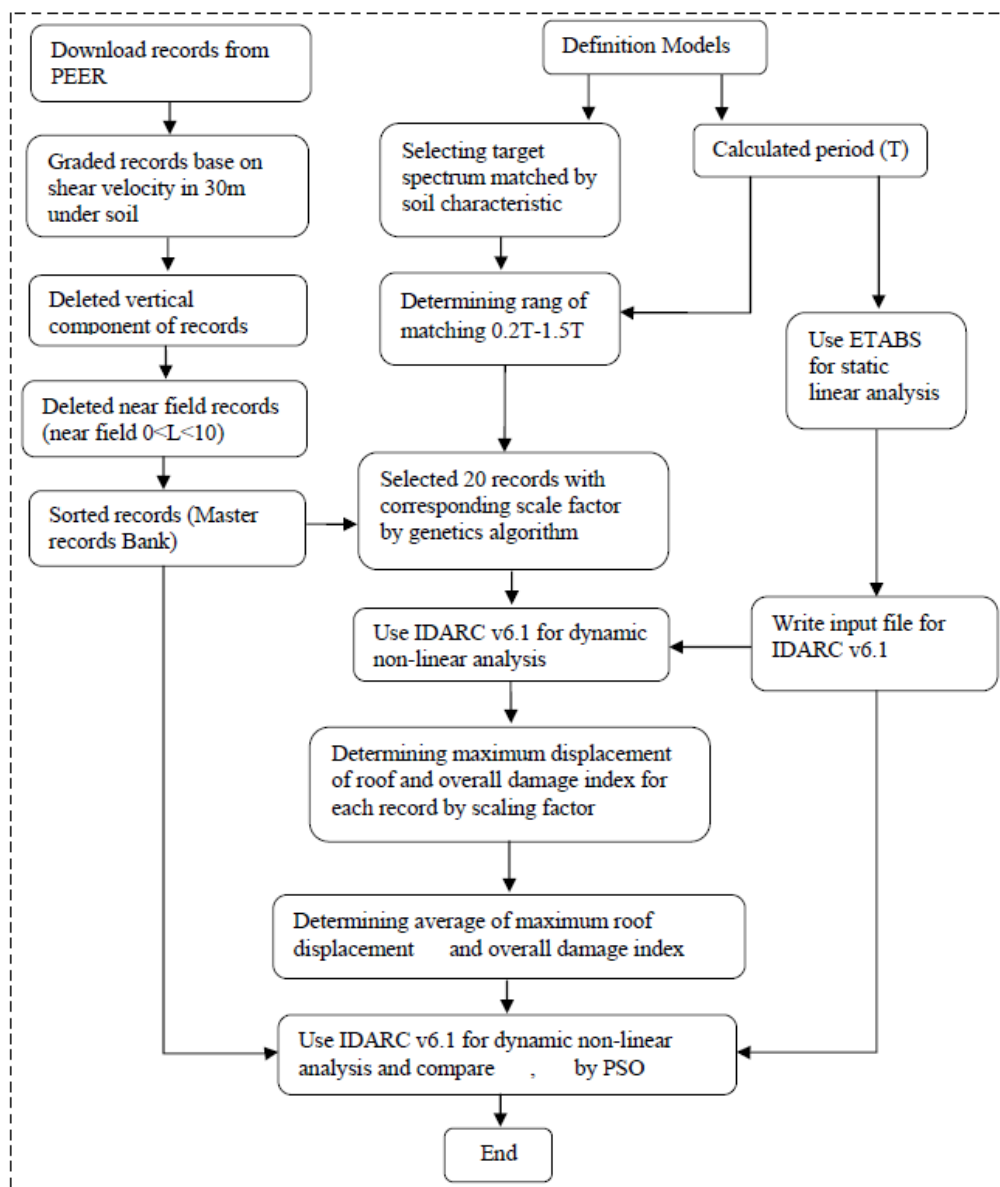 Download records from
PEER
Definition Models
Graded records base on
shear velocity in 30m
under soil
Selecting target
spectrum matched by
soil characteristic
Calculated period (T)
Deleted vertical
component of records
Determining rang of
matching 0.2T-1.5T
Use ETABS
for static
linear analysis
Deleted near field records
(near field 0<L<10)
Selected 20 records with
corresponding scale factor
by genetics algorithm
Sorted records (Master
records Bank)
Use IDARC v6.1 for dynamic
non-linear analysis
Write input file for
IDARC v6.1
Determining maximum displacement
of roof and overall damage index for
each record by scaling factor
Determining average of maximum roof
displacement and overall damage index
Use IDARC v6.1 for dynamic non-linear
analysis and compare , by PSO
End